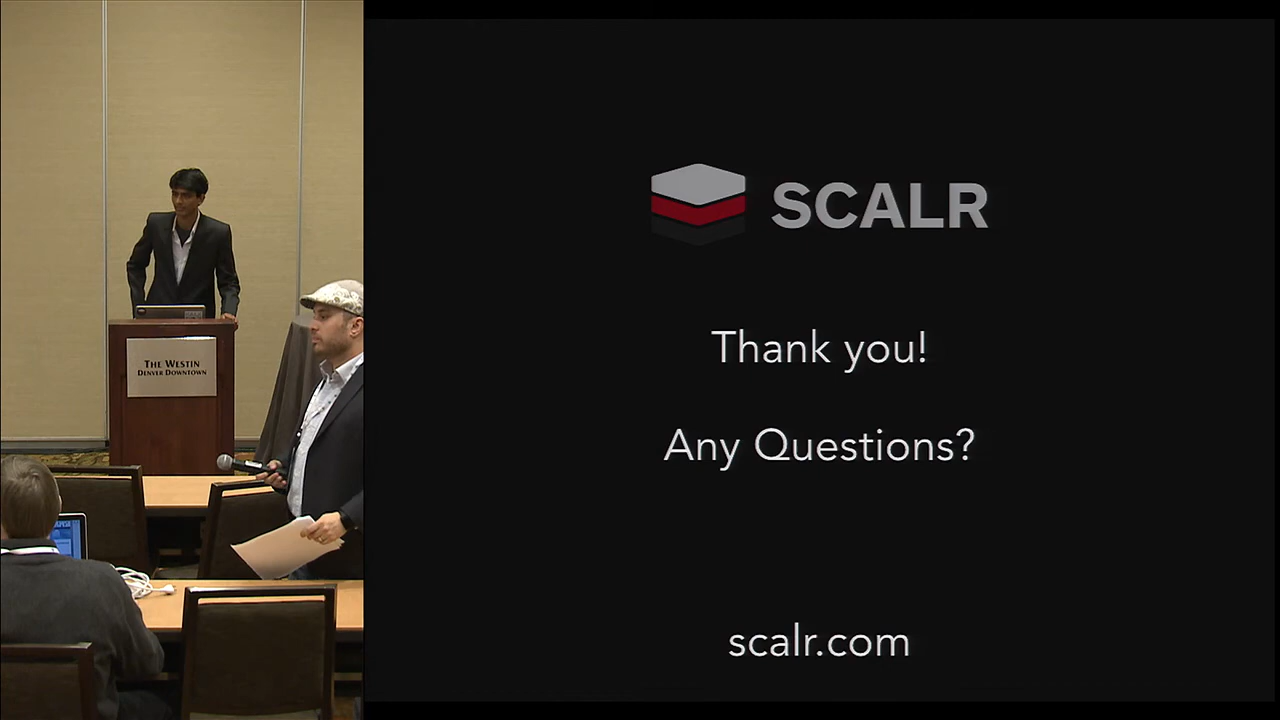 THE WESTIN
DENVER DOWNTOWN
SCALR
Thank you!
Any Questions?
scalr.com